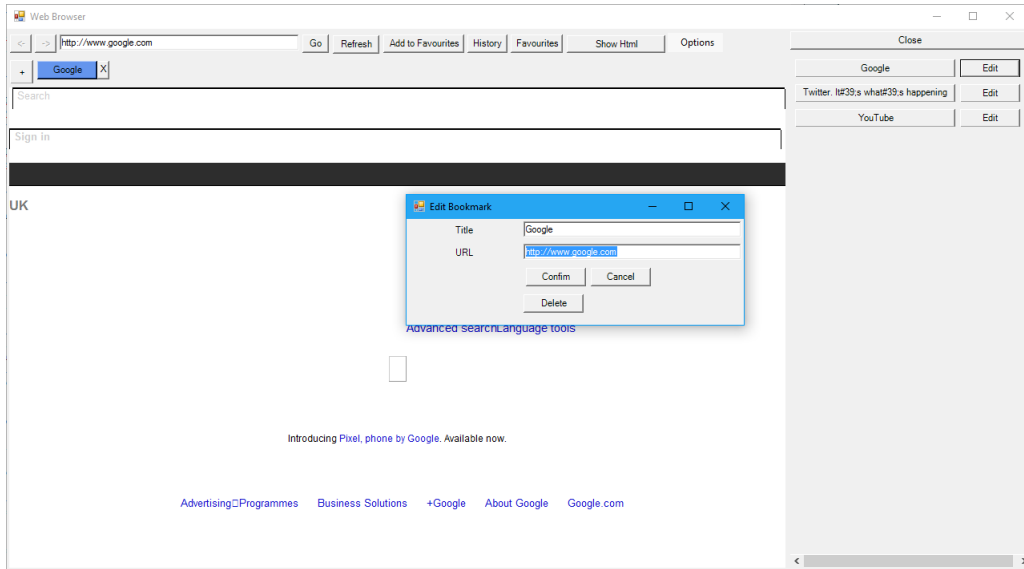 Web Browser
<- -> http://www.google.com Go Refresh Add to Favourites History Favourites Show Html Options Close
+ Google X
Google Edit
Twitter. It#39;s what#39;s happening Edit
YouTube Edit
Search
Sign in
UK
Edit Bookmark
Title Google
URL http://www.google.com
Confim Cancel
Delete
Advanced searchLanguage tools
Introducing Pixel, phone by Google. Available now.
Advertising□Programmes Business Solutions +Google About Google Google.com